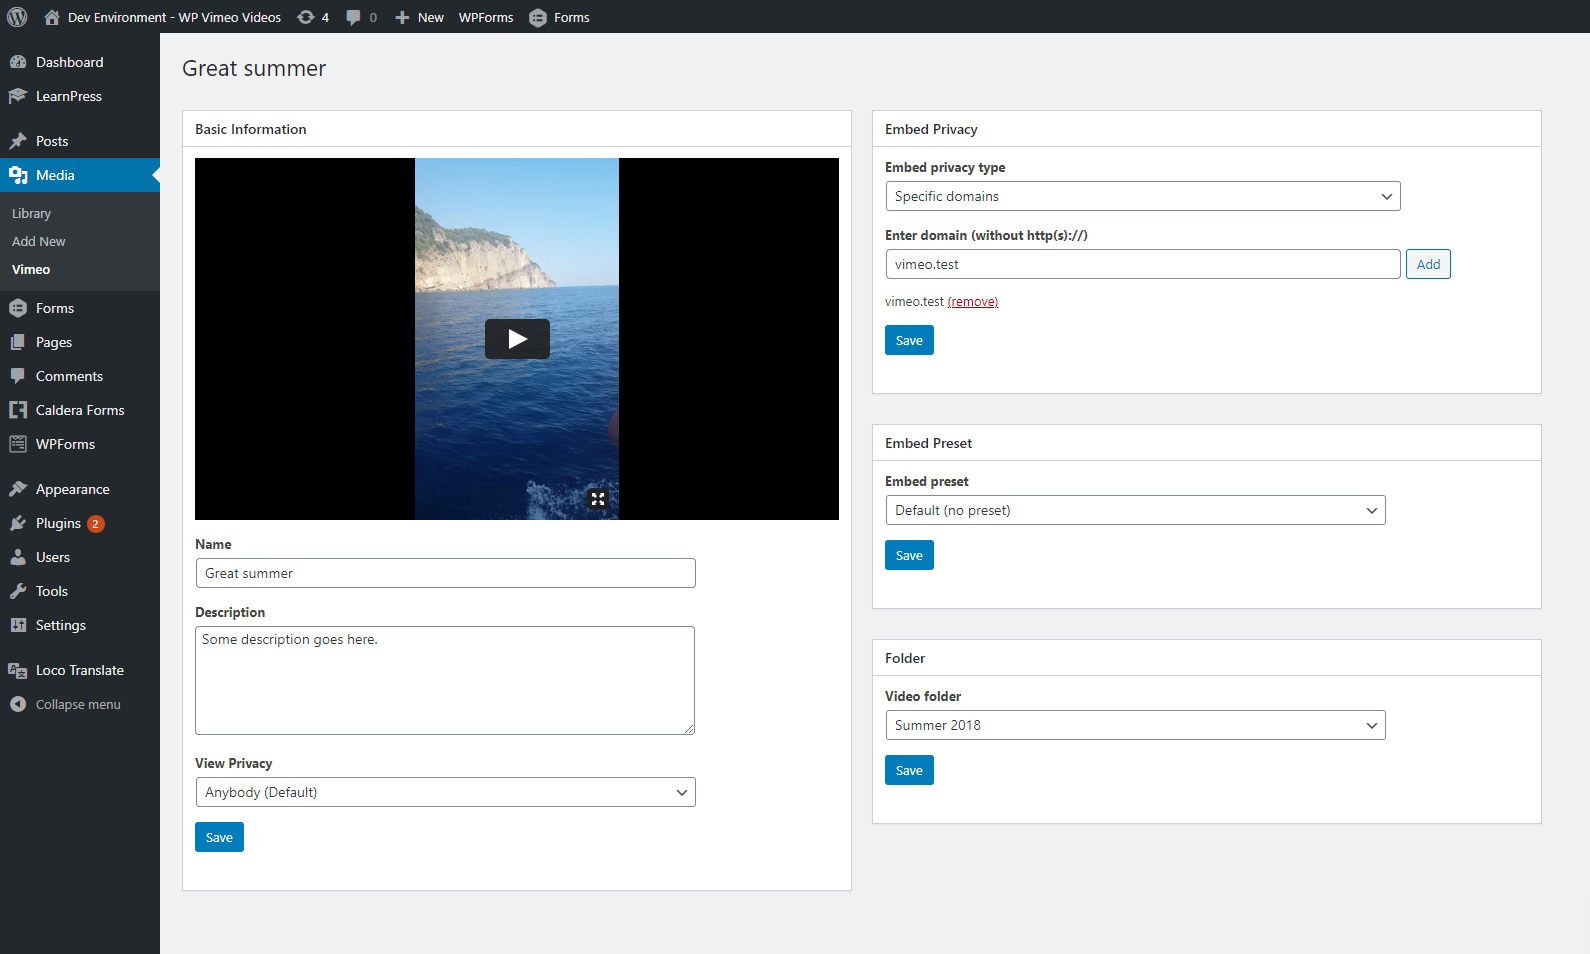 Dev Environment - WP Vimeo Videos 4 0 New WPForms Forms
Dashboard
LearnPress
Posts
Media
Library
Add New
Vimeo
Forms
Pages
Comments
Caldera Forms
WPForms
Appearance
Plugins 2
Users
Tools
Settings
Loco Translate
Collapse menu
Great summer
Basic Information
Name
Great summer
Description
Some description goes here.
View Privacy
Anybody (Default)
Save
Embed Privacy
Embed privacy type
Specific domains
Enter domain (without http(s)://)
vimeo.test Add
vimeo.test (remove)
Save
Embed Preset
Embed preset
Default (no preset)
Save
Folder
Video folder
Summer 2018
Save